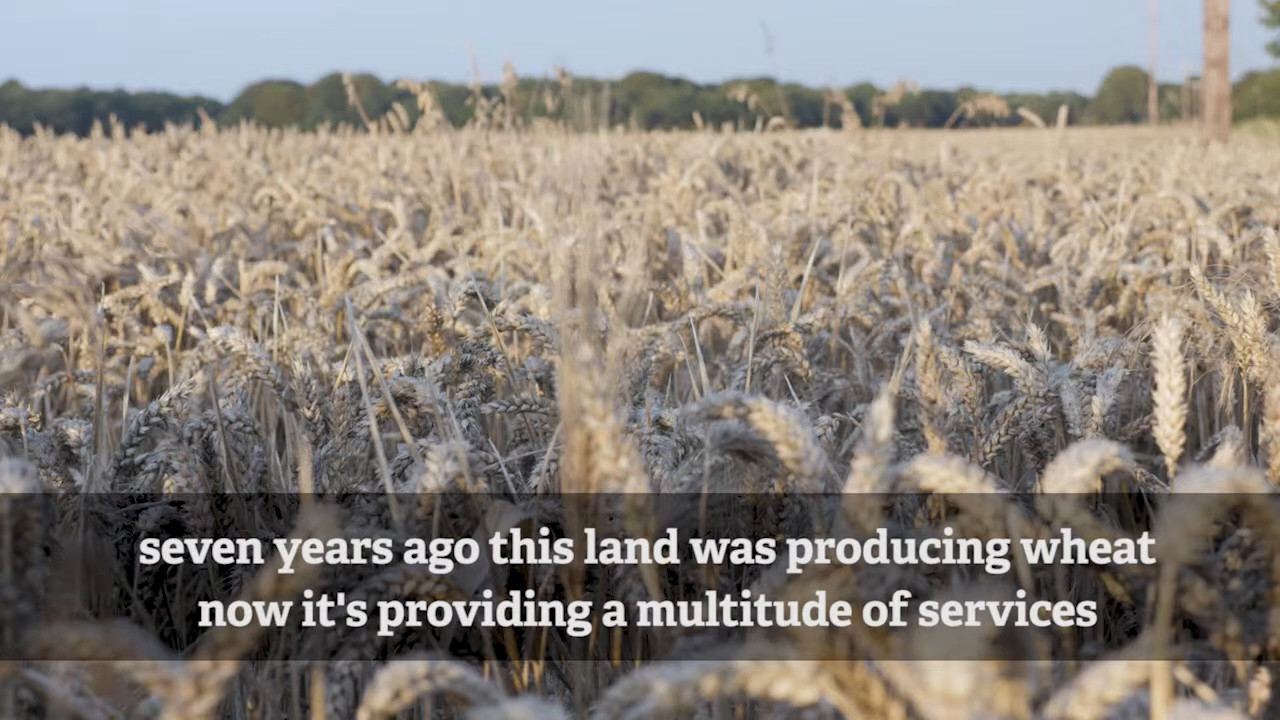 seven years ago this land was producing wheat
now it's providing a multitude of services